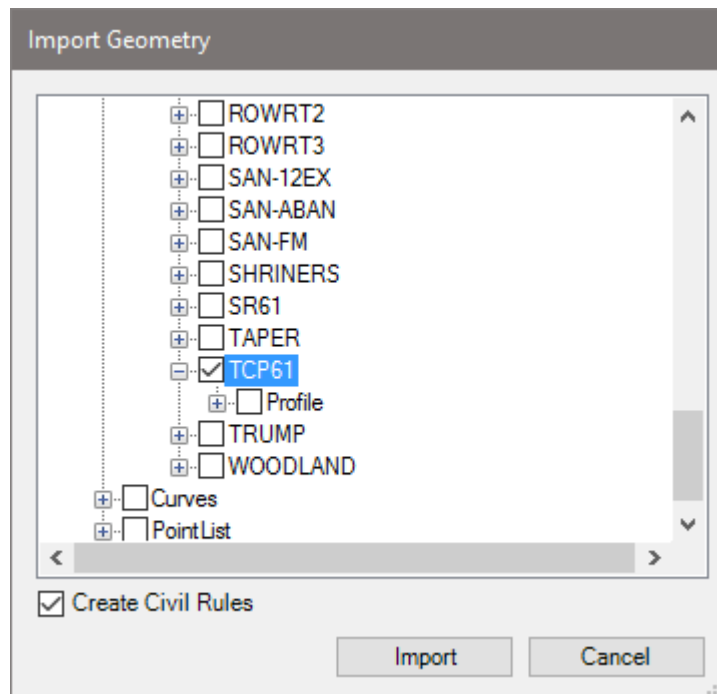 Import Geometry
ROWRT2
ROWRT3
SAN-12EX
SAN-ABAN
SAN-FM
SHRINERS
SR61
TAPER
TCP61
Profile
TRUMP
WOODLAND
Curves
PointList
Create Civil Rules
Import Cancel